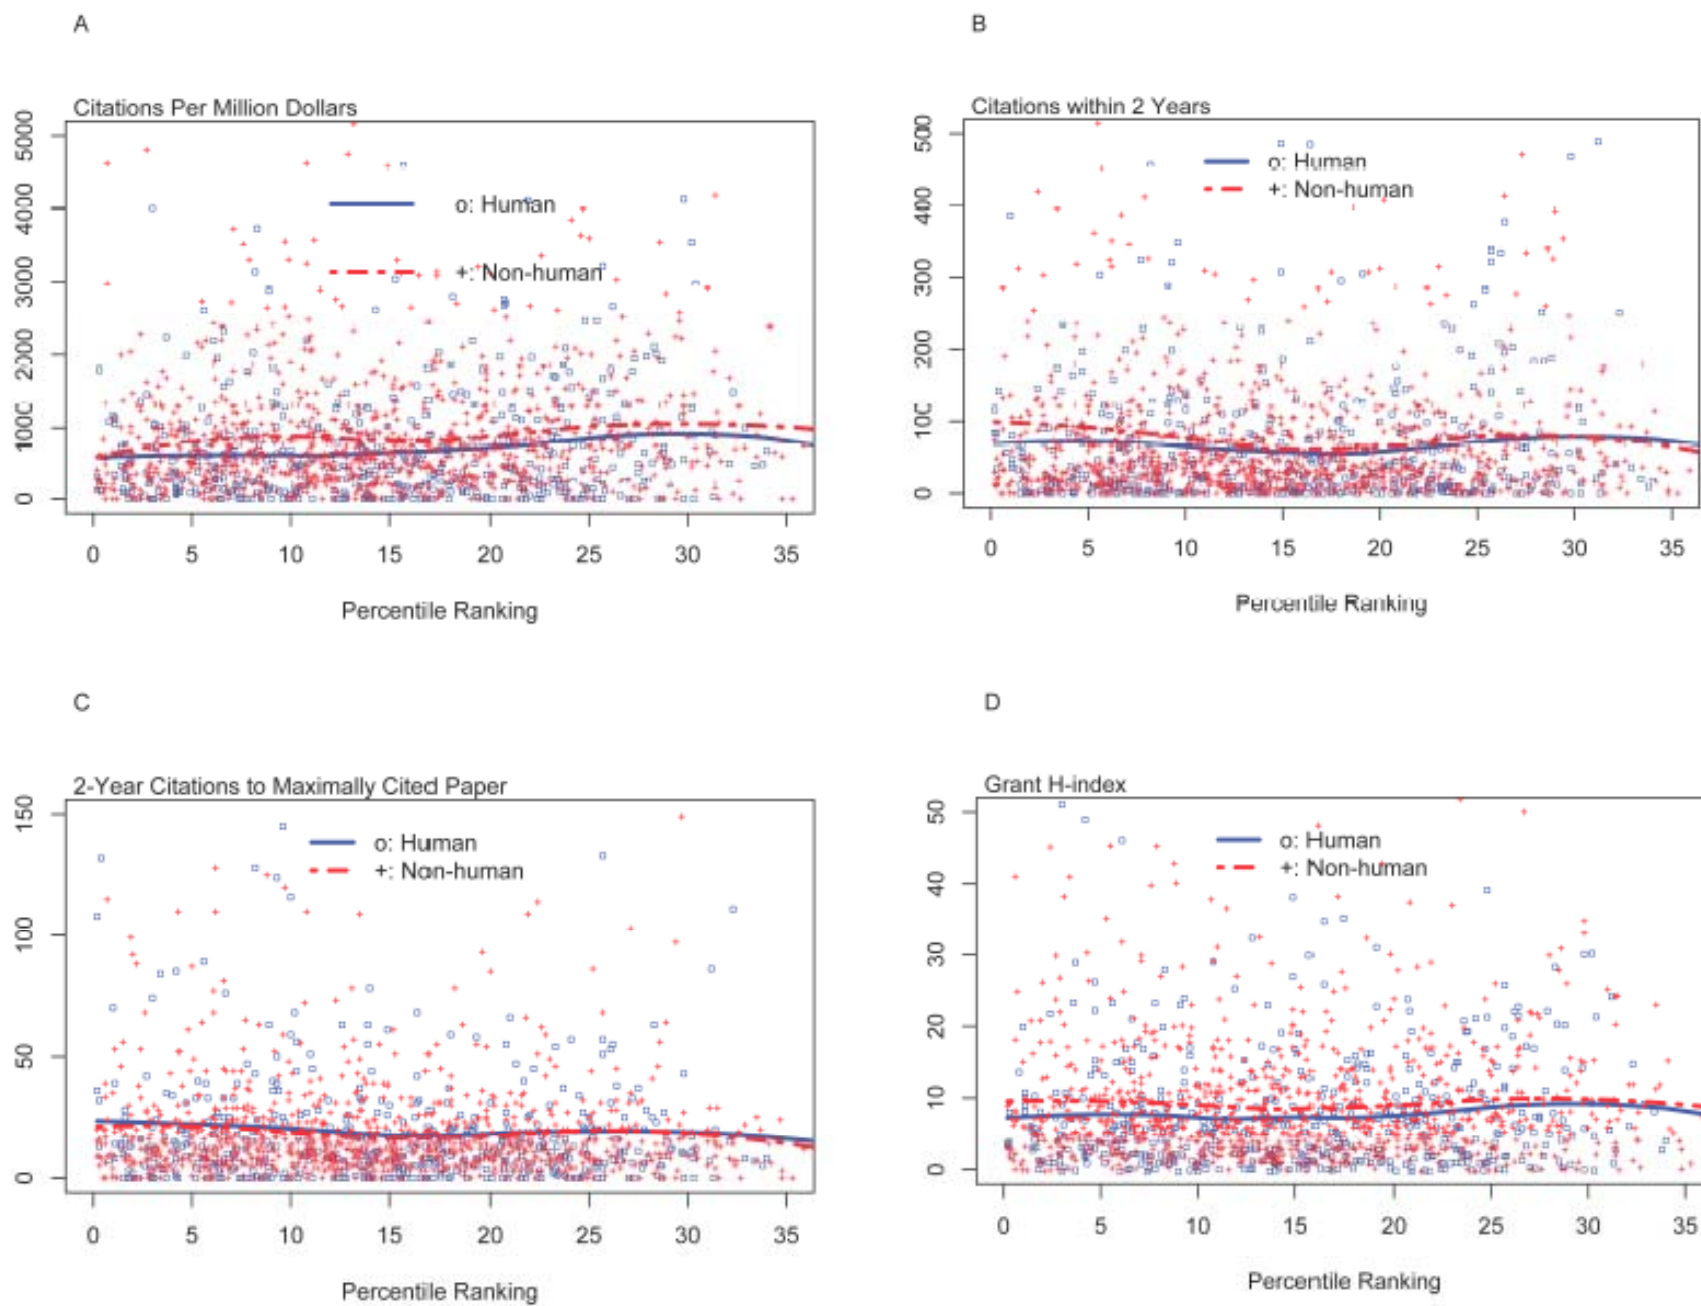 A
Citations Per Million Dollars
5000
4000
3000
2000
1000
0
o: Human
+: Non-human
0 5 10 15 20 25 30 35
Percentile Ranking
B
Citations within 2 Years
500
400
300
200
100
0
o: Human
+: Non-human
0 5 10 15 20 25 30 35
Percentile Ranking
C
2-Year Citations to Maximally Cited Paper
150
100
50
0
o: Human
+: Non-human
0 5 10 15 20 25 30 35
Percentile Ranking
D
Grant H-index
50
40
30
20
10
0
o: Human
+: Non-human
0 5 10 15 20 25 30 35
Percentile Ranking